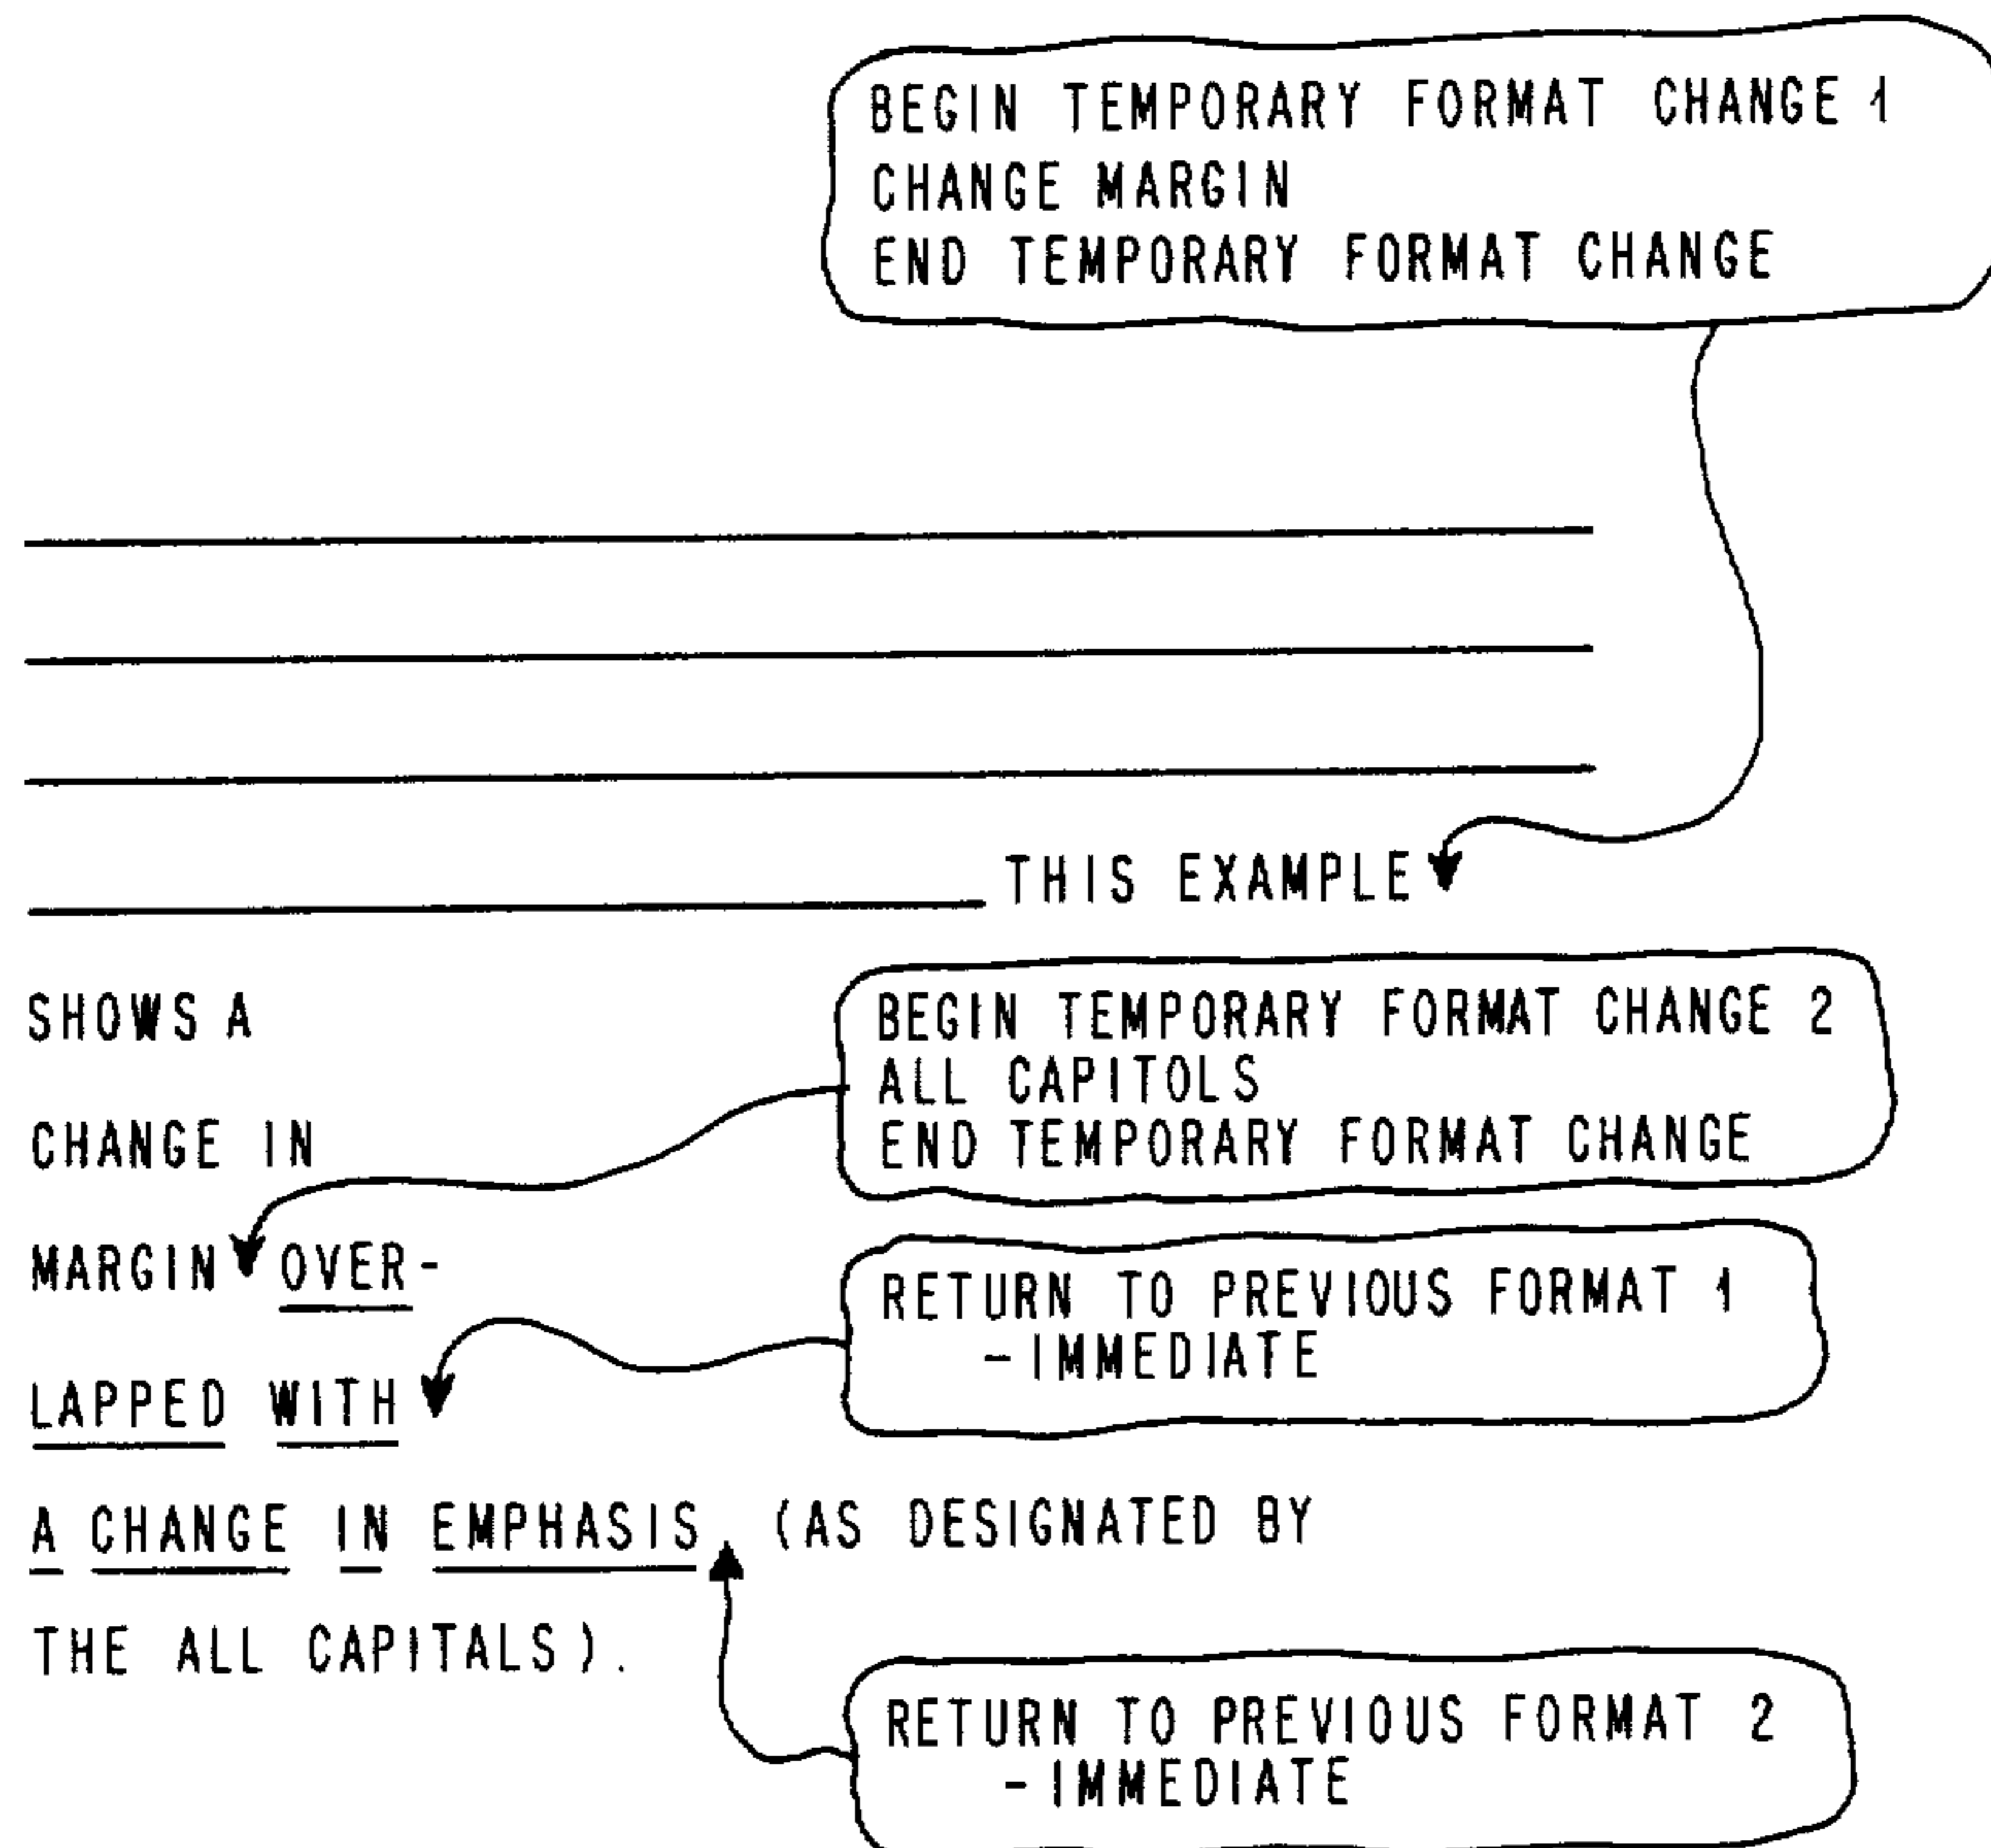 BEGIN TEMPORARY FORMAT CHANGE 1
CHANGE MARGIN
END TEMPORARY FORMAT CHANGE
THIS EXAMPLE
SHOWS A
CHANGE IN
MARGIN OVER-
LAPPED WITH
A CHANGE IN EMPHASIS (AS DESIGNATED BY
THE ALL CAPITALS).
BEGIN TEMPORARY FORMAT CHANGE 2
ALL CAPITOLS
END TEMPORARY FORMAT CHANGE
RETURN TO PREVIOUS FORMAT 1
-IMMEDIATE
RETURN TO PREVIOUS FORMAT 2
-IMMEDIATE